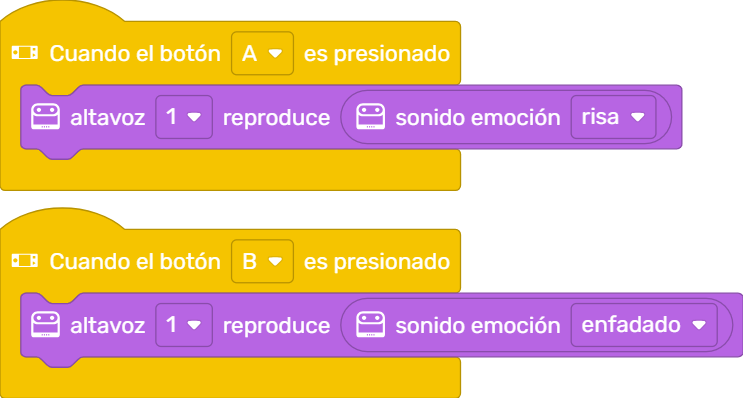 Cuando el botón A es presionado
altavoz 1 reproduce sonido emoción risa
Cuando el botón B es presionado
altavoz 1 reproduce sonido emoción enfadado